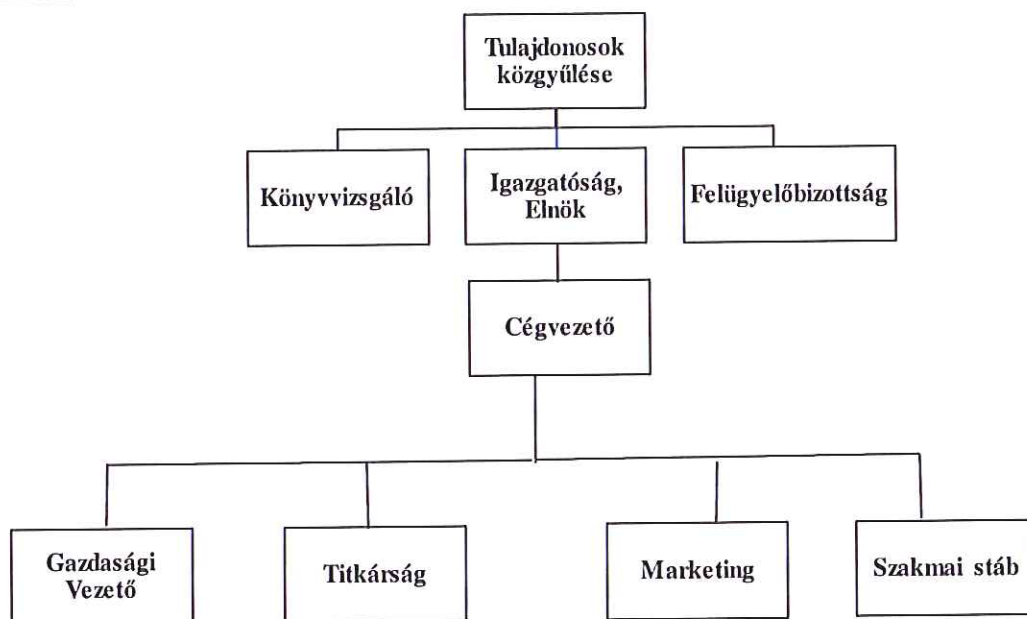 Tulajdonosok
közgyűlése
Könyvvizsgáló
Igazgatóság,
Elnök
Felügyelőbizottság
Cégvezető
Gazdasági
Vezető
Titkárság
Marketing
Szakmai stáb